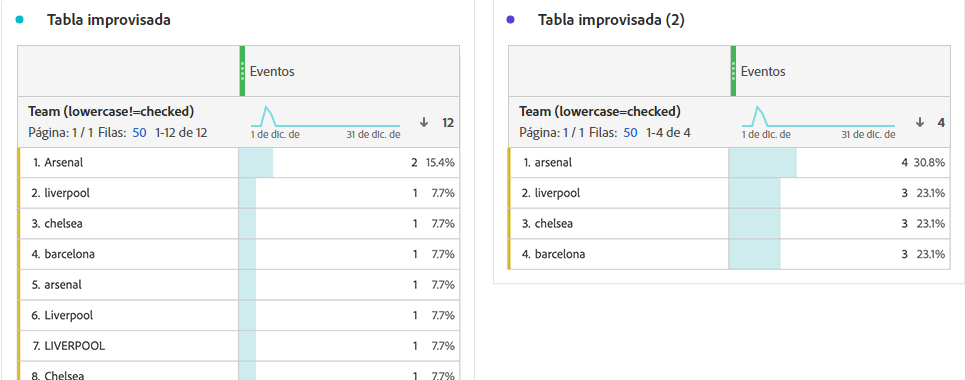 Tabla improvisada
Eventos
Team (lowercase!=checked)
Página: 1 / 1 Filas: 50 1-12 de 12
1 de dic. de 31 de dic. de
12
1. Arsenal 2 15.4%
2. liverpool 1 7.7%
3. chelsea 1 7.7%
4. barcelona 1 7.7%
5. arsenal 1 7.7%
6. Liverpool 1 7.7%
7. LIVERPOOL 1 7.7%
8. Chelsea 1 7.7%
Tabla improvisada (2)
Eventos
Team (lowercase=checked)
Página: 1 / 1 Filas: 50 1-4 de 4
1 de dic. de 31 de dic. de
4
1. arsenal 4 30.8%
2. liverpool 3 23.1%
3. chelsea 3 23.1%
4. barcelona 3 23.1%